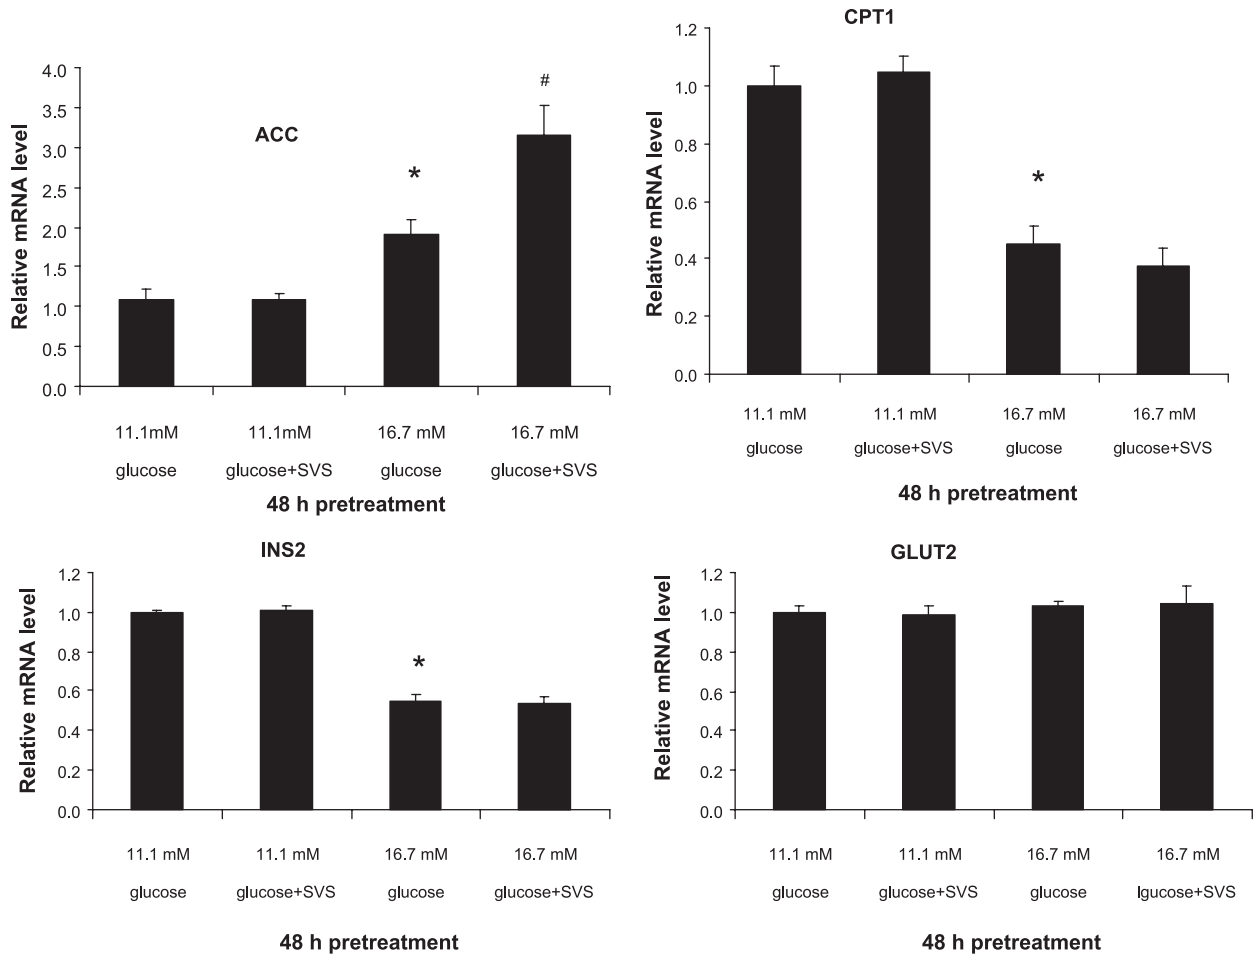 ACC
Relative mRNA level
4.0
3.5
3.0
2.5
2.0
1.5
1.0
0.5
0.0
*
#
11.1mM 11.1mM 16.7 mM 16.7 mM
glucose glucose+SVS glucose glucose+SVS
48 h pretreatment
CPT1
Relative mRNA level
1.2
1.0
0.8
0.6
0.4
0.2
0.0
*
11.1 mM 11.1 mM 16.7 mM 16.7 mM
glucose glucose+SVS glucose glucose+SVS
48 h pretreatment
INS2
Relative mRNA level
1.2
1.0
0.8
0.6
0.4
0.2
0.0
*
11.1 mM 11.1 mM 16.7 mM 16.7 mM
glucose glucose+SVS glucose glucose+SVS
48 h pretreatment
GLUT2
Relative mRNA level
1.2
1.0
0.8
0.6
0.4
0.2
0.0
11.1 mM 11.1 mM 16.7 mM 16.7 mM
glucose glucose+SVS glucose lgucose+SVS
48 h pretreatment